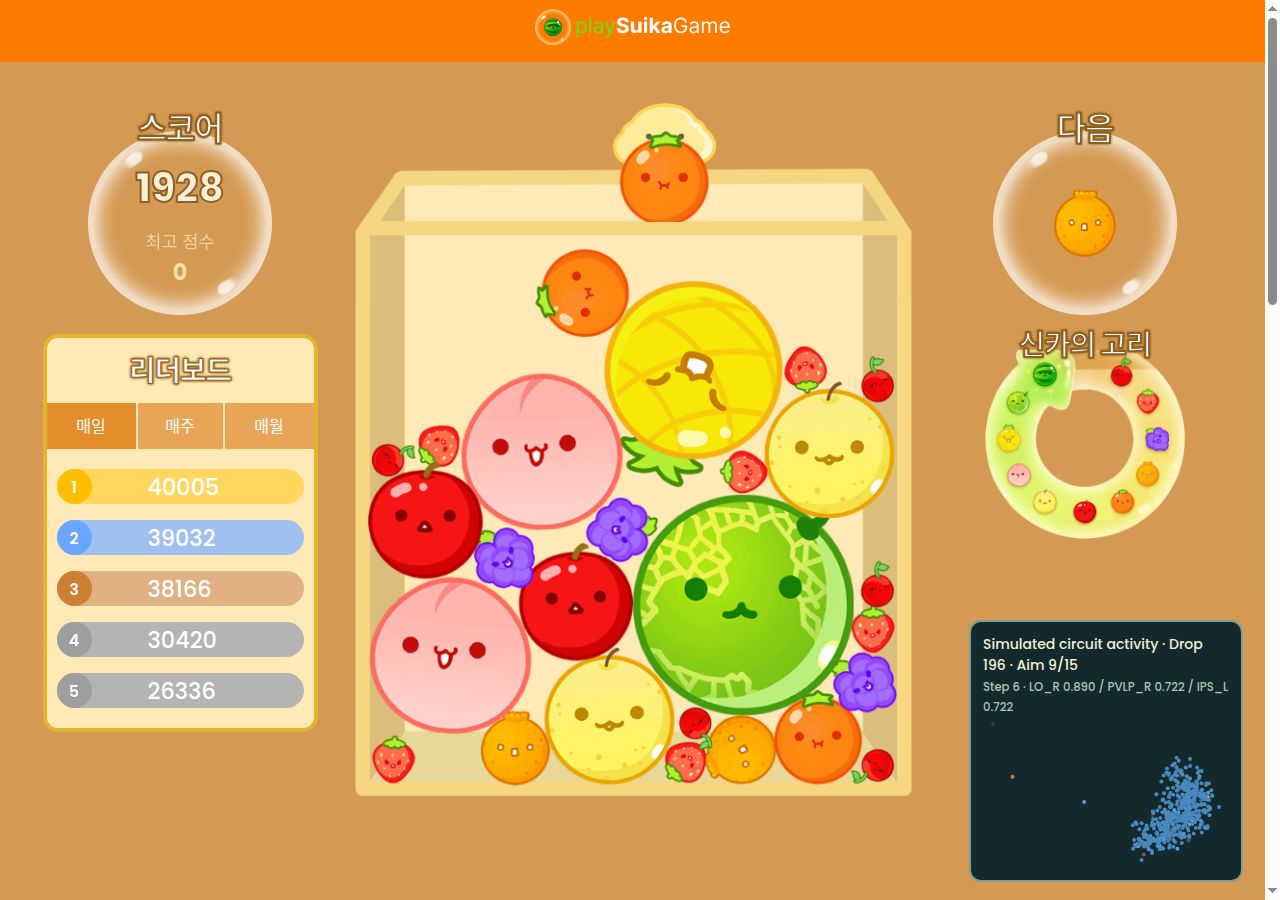 playSuikaGame
스코어
1928
최고 점수
0
다음
리더보드
매일
매주
매월
1 40005
2 39032
3 38166
4 30420
5 26336
신카의 고리
Simulated circuit activity · Drop
196 · Aim 9/15
Step 6 · LO_R 0.890 / PVLP_R 0.722 / IPS_L
0.722